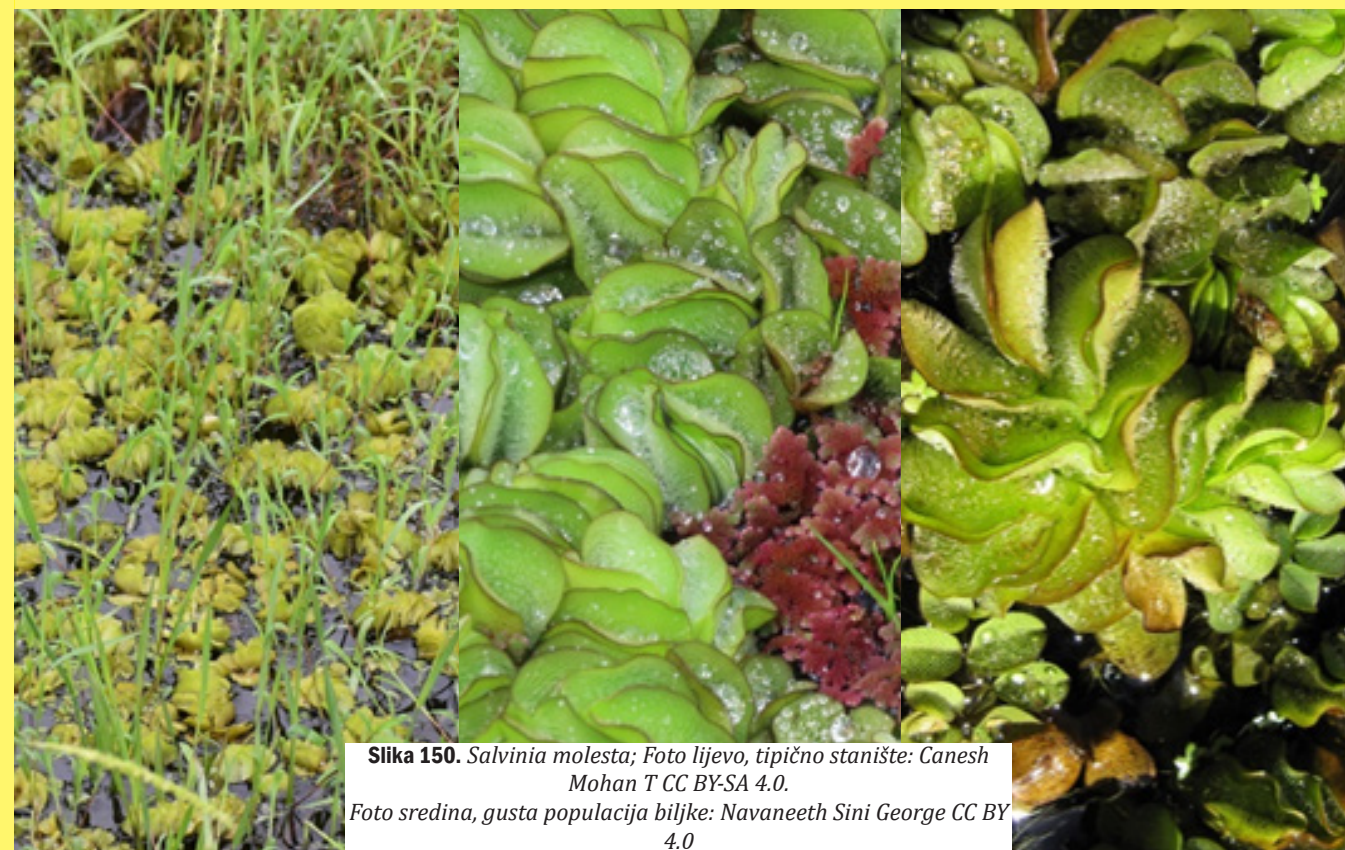 Slika 150. Salvinia molesta; Foto lijevo, tipično stanište: Canesh
Mohan T CC BY-SA 4.0.
Foto sredina, gusta populacija biljke: Navaneeth Sini George CC BY
4.0